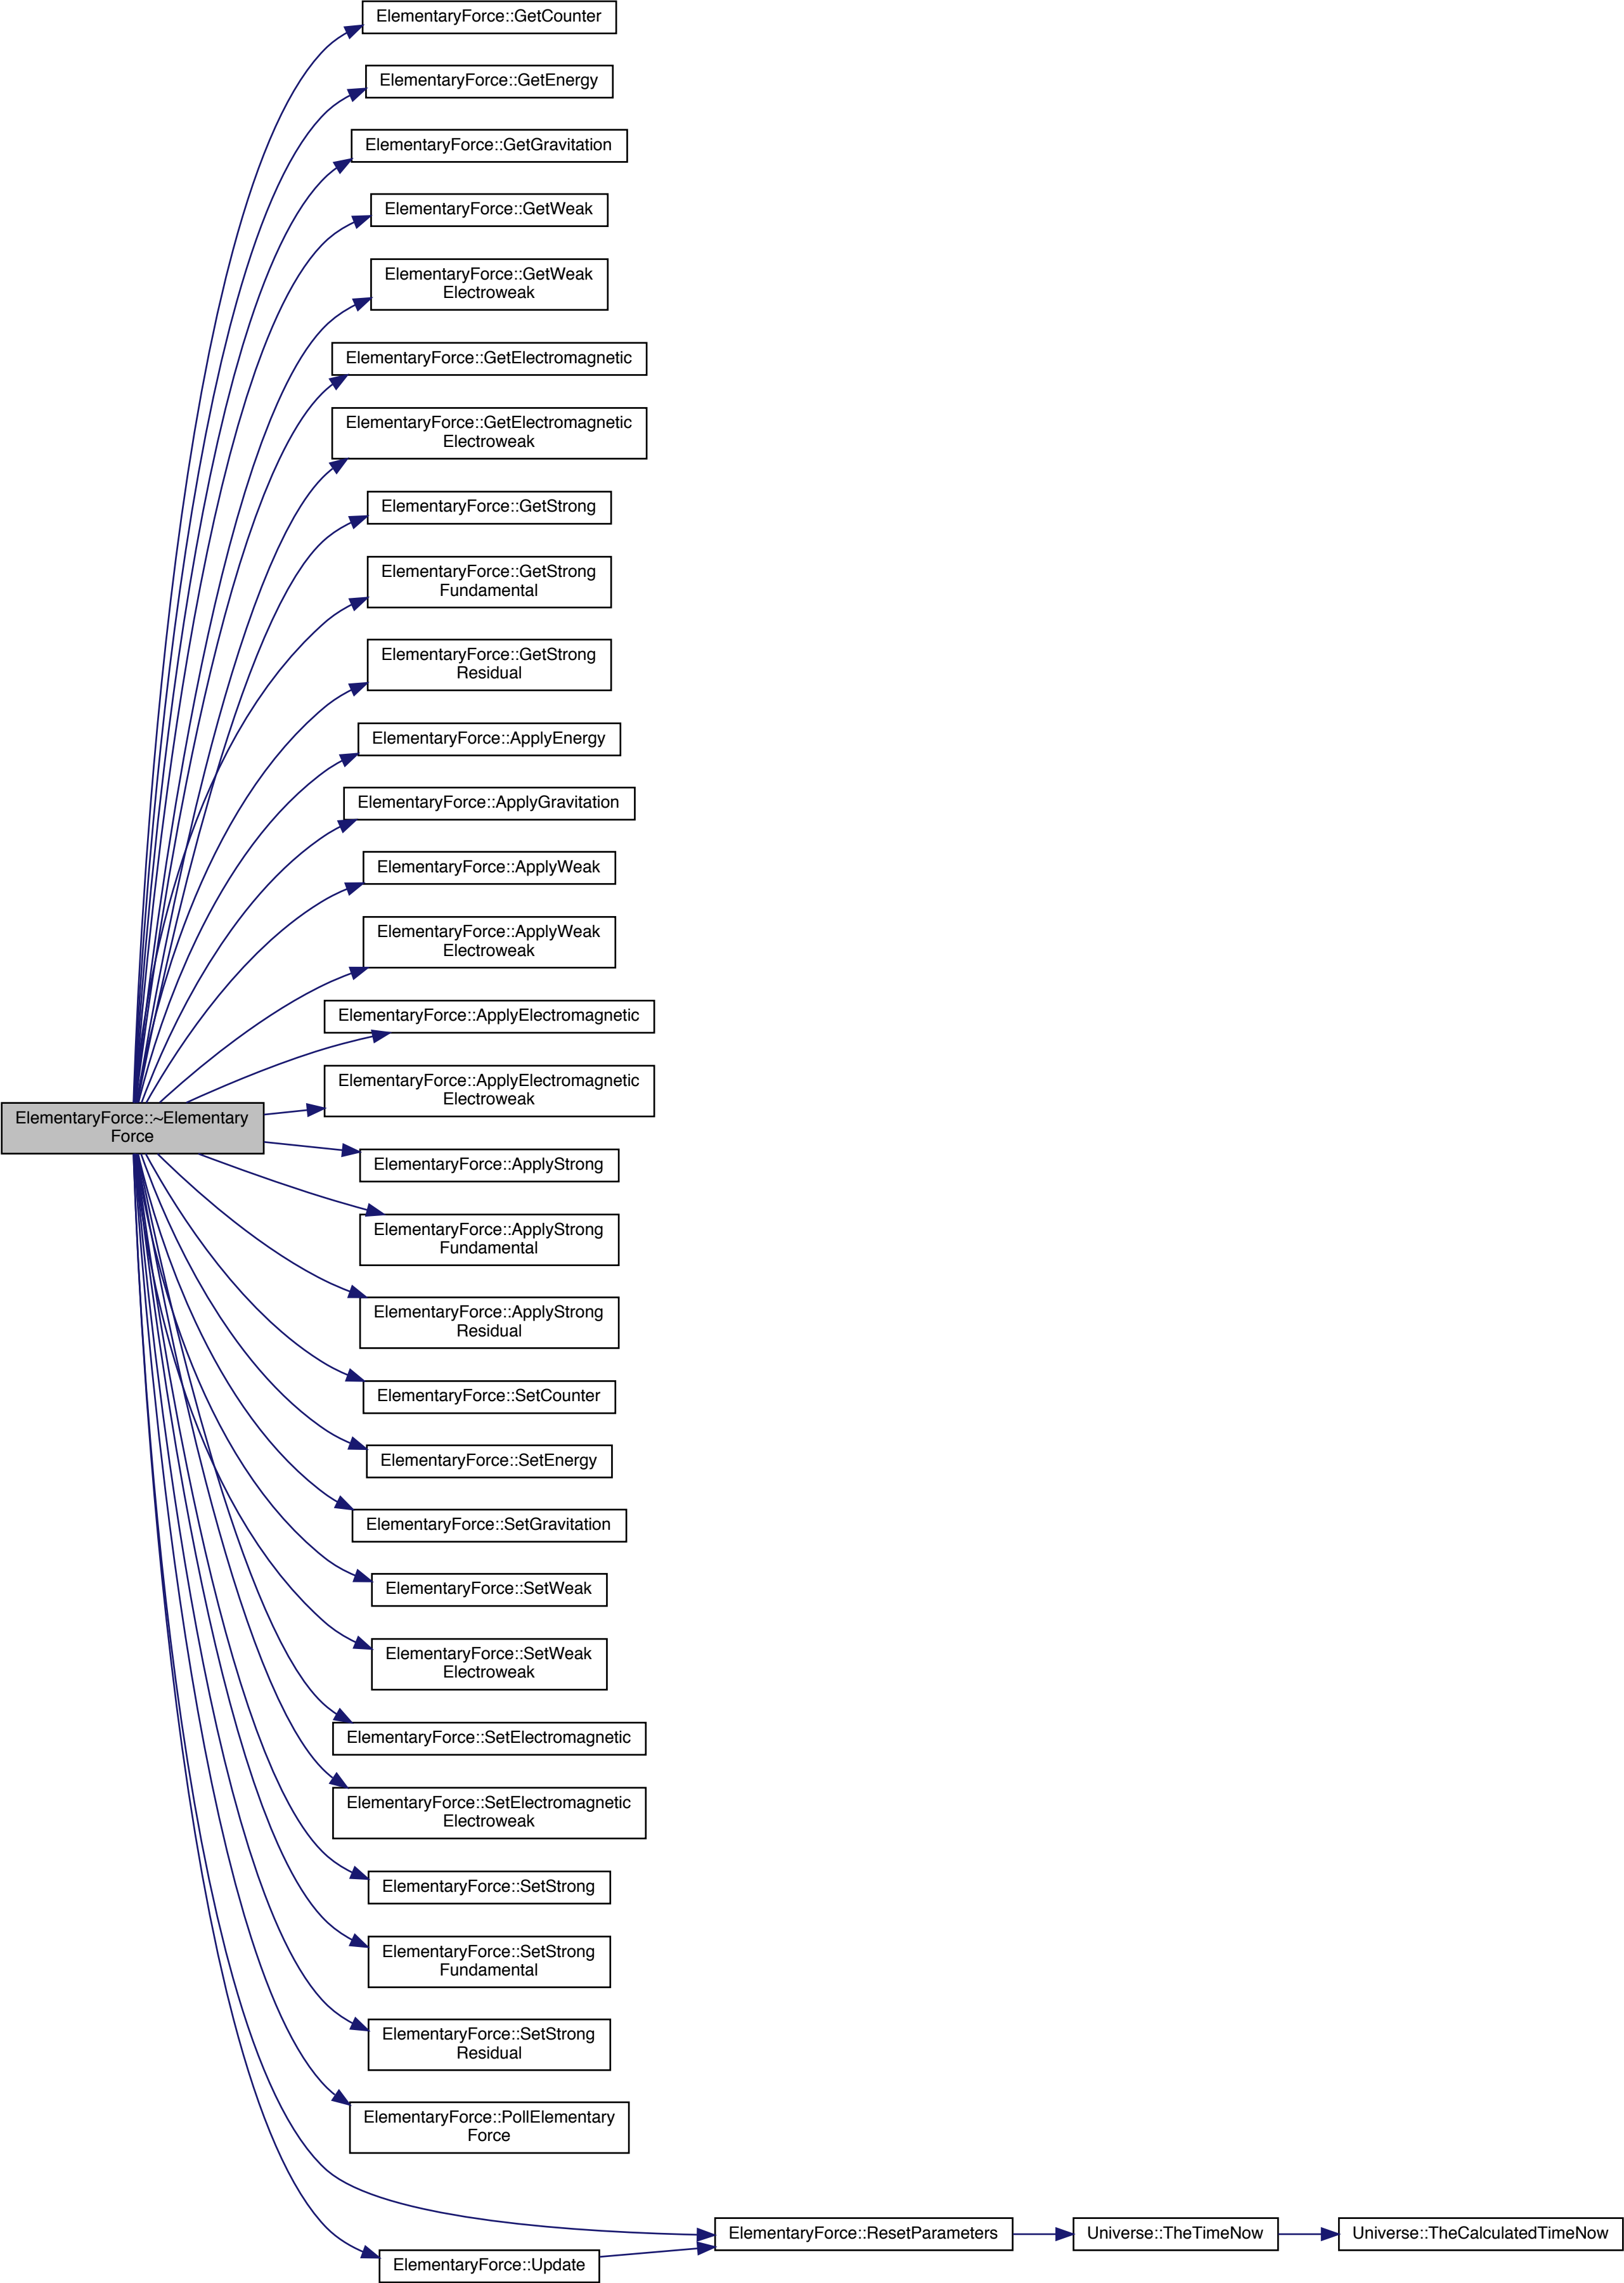 ElementaryForce::GetCounter
ElementaryForce::GetEnergy
ElementaryForce::GetGravitation
ElementaryForce::GetWeak
ElementaryForce::GetWeak
Electroweak
ElementaryForce::GetElectromagnetic
ElementaryForce::GetElectromagnetic
Electroweak
ElementaryForce::GetStrong
ElementaryForce::GetStrong
Fundamental
ElementaryForce::GetStrong
Residual
ElementaryForce::ApplyEnergy
ElementaryForce::ApplyGravitation
ElementaryForce::ApplyWeak
ElementaryForce::ApplyWeak
Electroweak
ElementaryForce::ApplyElectromagnetic
ElementaryForce::ApplyElectromagnetic
Electroweak
ElementaryForce::~Elementary
Force
ElementaryForce::ApplyStrong
ElementaryForce::ApplyStrong
Fundamental
ElementaryForce::ApplyStrong
Residual
ElementaryForce::SetCounter
ElementaryForce::SetEnergy
ElementaryForce::SetGravitation
ElementaryForce::SetWeak
ElementaryForce::SetWeak
Electroweak
ElementaryForce::SetElectromagnetic
ElementaryForce::SetElectromagnetic
Electroweak
ElementaryForce::SetStrong
ElementaryForce::SetStrong
Fundamental
ElementaryForce::SetStrong
Residual
ElementaryForce::PollElementary
Force
ElementaryForce::ResetParameters
Universe::TheTimeNow
Universe::TheCalculatedTimeNow
ElementaryForce::Update